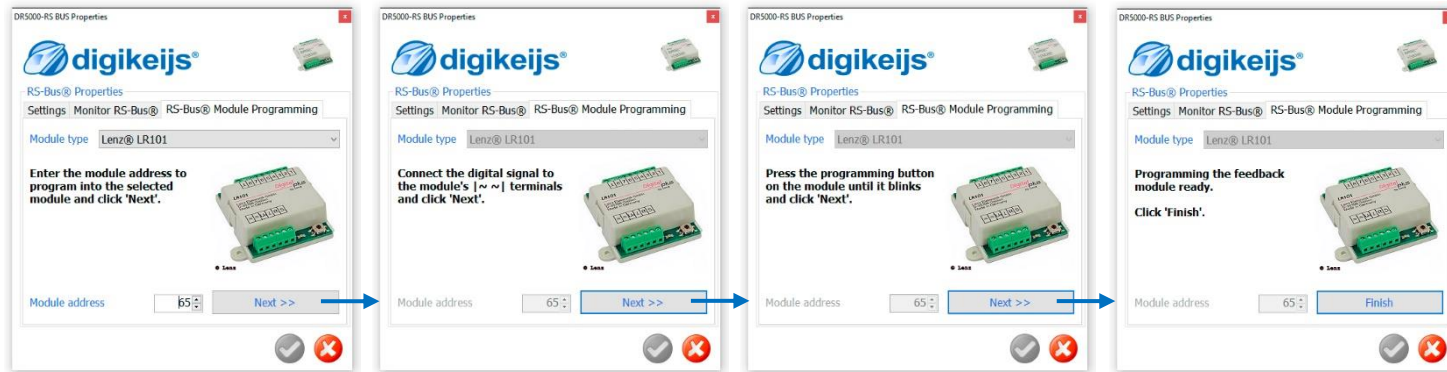 DR5000-RS BUS Properties
x
digikeijs®
RS-Bus® Properties
Settings Monitor RS-Bus® RS-Bus® Module Programming
Module type Lenz® LR101
Enter the module address to
program into the selected
module and click 'Next'.
© Lenz
Module address 65 Next >>
DR5000-RS BUS Properties
x
digikeijs®
RS-Bus® Properties
Settings Monitor RS-Bus® RS-Bus® Module Programming
Module type Lenz® LR101
Connect the digital signal to
the module's |~ ~| terminals
and click 'Next'.
© Lenz
Module address 65 Next >>
DR5000-RS BUS Properties
x
digikeijs®
RS-Bus® Properties
Settings Monitor RS-Bus® RS-Bus® Module Programming
Module type Lenz® LR101
Press the programming button
on the module until it blinks
and click 'Next'.
© Lenz
Module address 65 Next >>
DR5000-RS BUS Properties
digikeijs®
RS-Bus® Properties
Settings Monitor RS-Bus® RS-Bus® Module Programming
Module type Lenz® LR101
Programming the feedback
module ready.
Click 'Finish'.
© Lenz
Module address 65 Finish